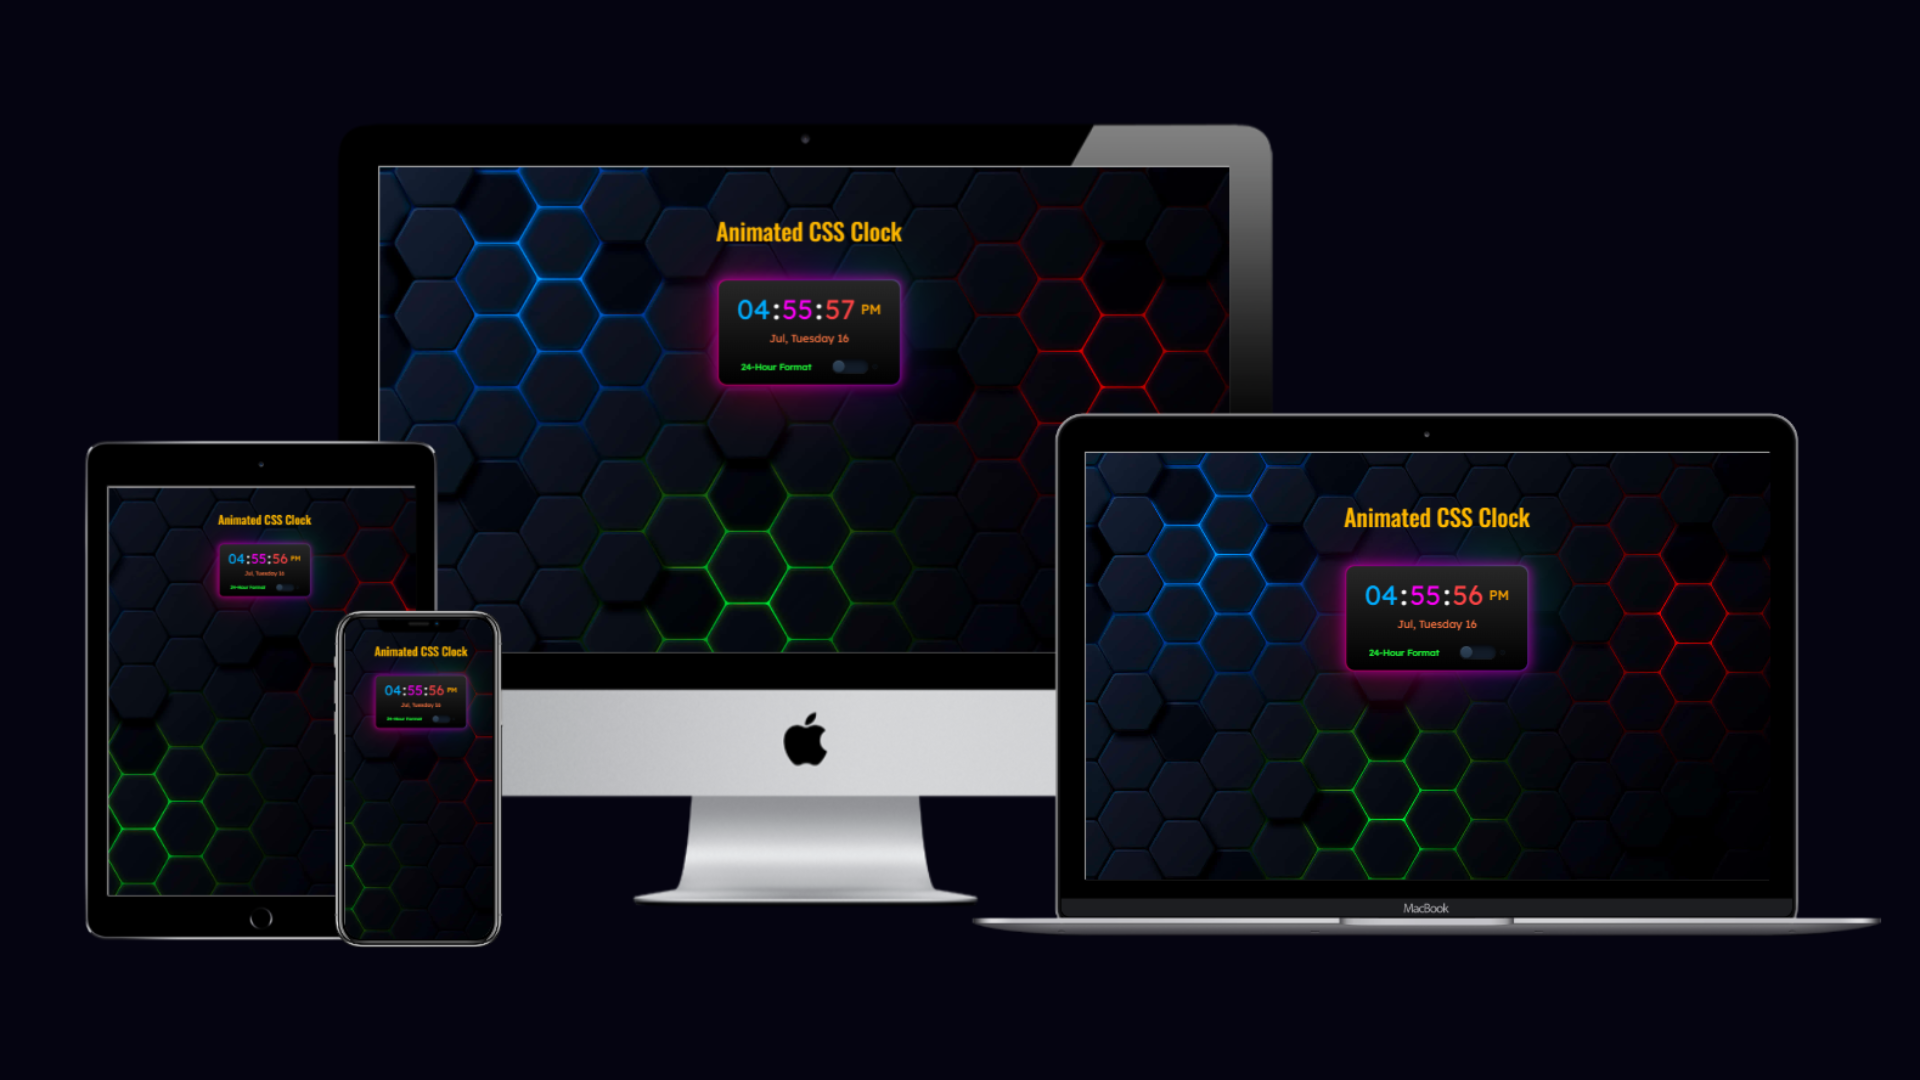 Animated CSS Clock
04:55:57 PM
Jul, Tuesday 16
24-Hour Format
Animated CSS Clock
04:55:56 PM
Jul, Tuesday 16
24-Hour Format
Animated CSS Clock
04:55:56 PM
Jul, Tuesday 16
24-Hour Format
Animated CSS Clock
04:55:56 PM
Jul, Tuesday 16
24-Hour Format
MacBook